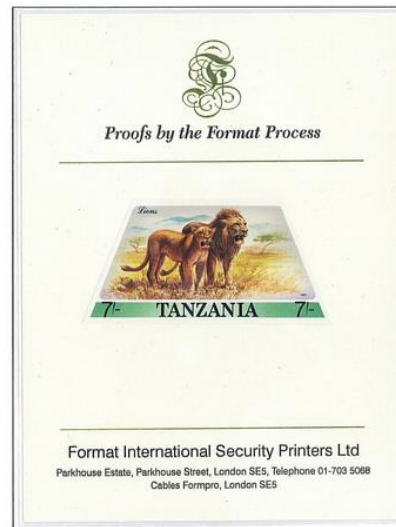 Proofs by the Format Process
Lions
7/- TANZANIA 7/-
Format International Security Printers Ltd
Parkhouse Estate, Parkhouse Street, London SE5, Telephone 01-703 5068
Cables Formpro, London SE5